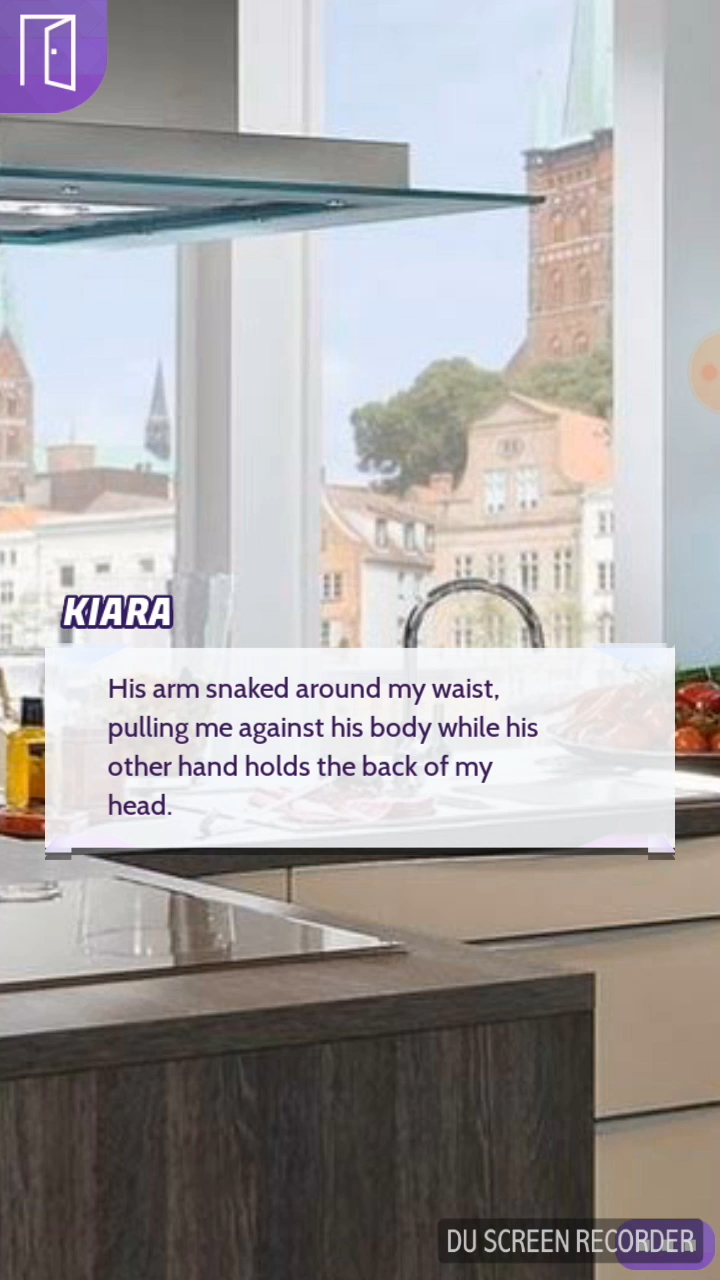 KIARA
His arm snaked around my waist,
pulling me against his body while his
other hand holds the back of my
head.
DU SCREEN RECORDER